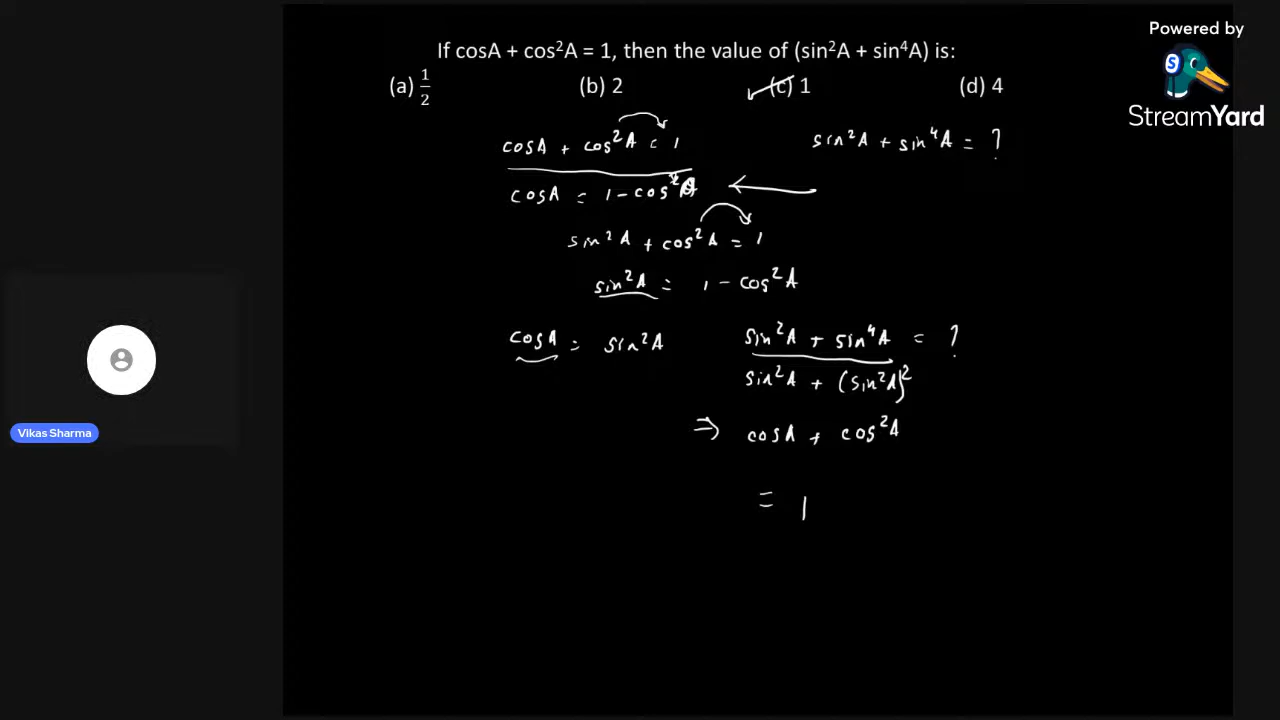 Powered by
StreamYard
If cosA + cos²A = 1, then the value of (sin²A + sin⁴A) is:
(a) 1/2 (b) 2 (c) 1 (d) 4
cosA + cos²A = 1
sin²A + sin⁴A = ?
cosA = 1 - cos²A
sin²A + cos²A = 1
sin²A = 1 - cos²A
cosA = sin²A
sin²A + sin⁴A = ?
sin²A + (sin²A)²
⇒ cosA + cos²A
= 1
Vikas Sharma